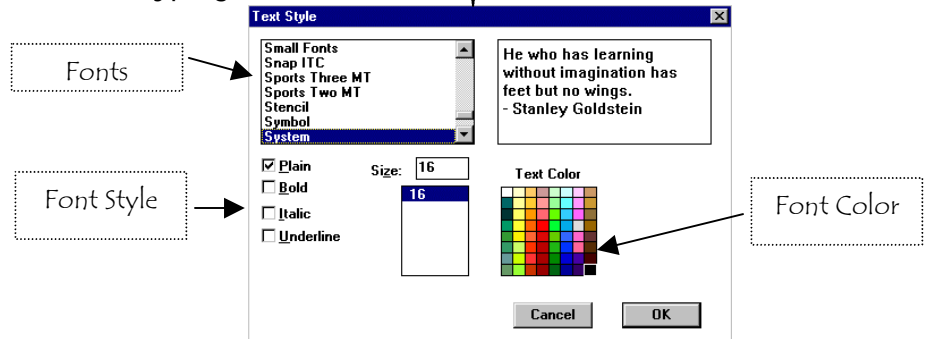 Text Style
Small Fonts
Snap ITC
Sports Three MT
Sports Two MT
Stencil
Symbol
System
He who has learning
without imagination has
feet but no wings.
- Stanley Goldstein
Fonts
Plain
Bold
Italic
Underline
Size: 16
16
Text Color
Font Style
Font Color
Cancel
OK